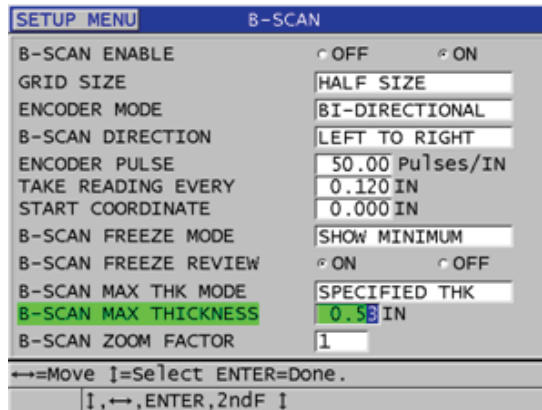 SETUP MENU B-SCAN
B-SCAN ENABLE OFF ON
GRID SIZE HALF SIZE
ENCODER MODE BI-DIRECTIONAL
B-SCAN DIRECTION LEFT TO RIGHT
ENCODER PULSE 50.00 Pulses/IN
TAKE READING EVERY 0.120 IN
START COORDINATE 0.000 IN
B-SCAN FREEZE MODE SHOW MINIMUM
B-SCAN FREEZE REVIEW ON OFF
B-SCAN MAX THK MODE SPECIFIED THK
B-SCAN MAX THICKNESS 0.53 IN
B-SCAN ZOOM FACTOR 1
↔=Move ↕=Select ENTER=Done.
↕,↔,ENTER,2ndF ↕